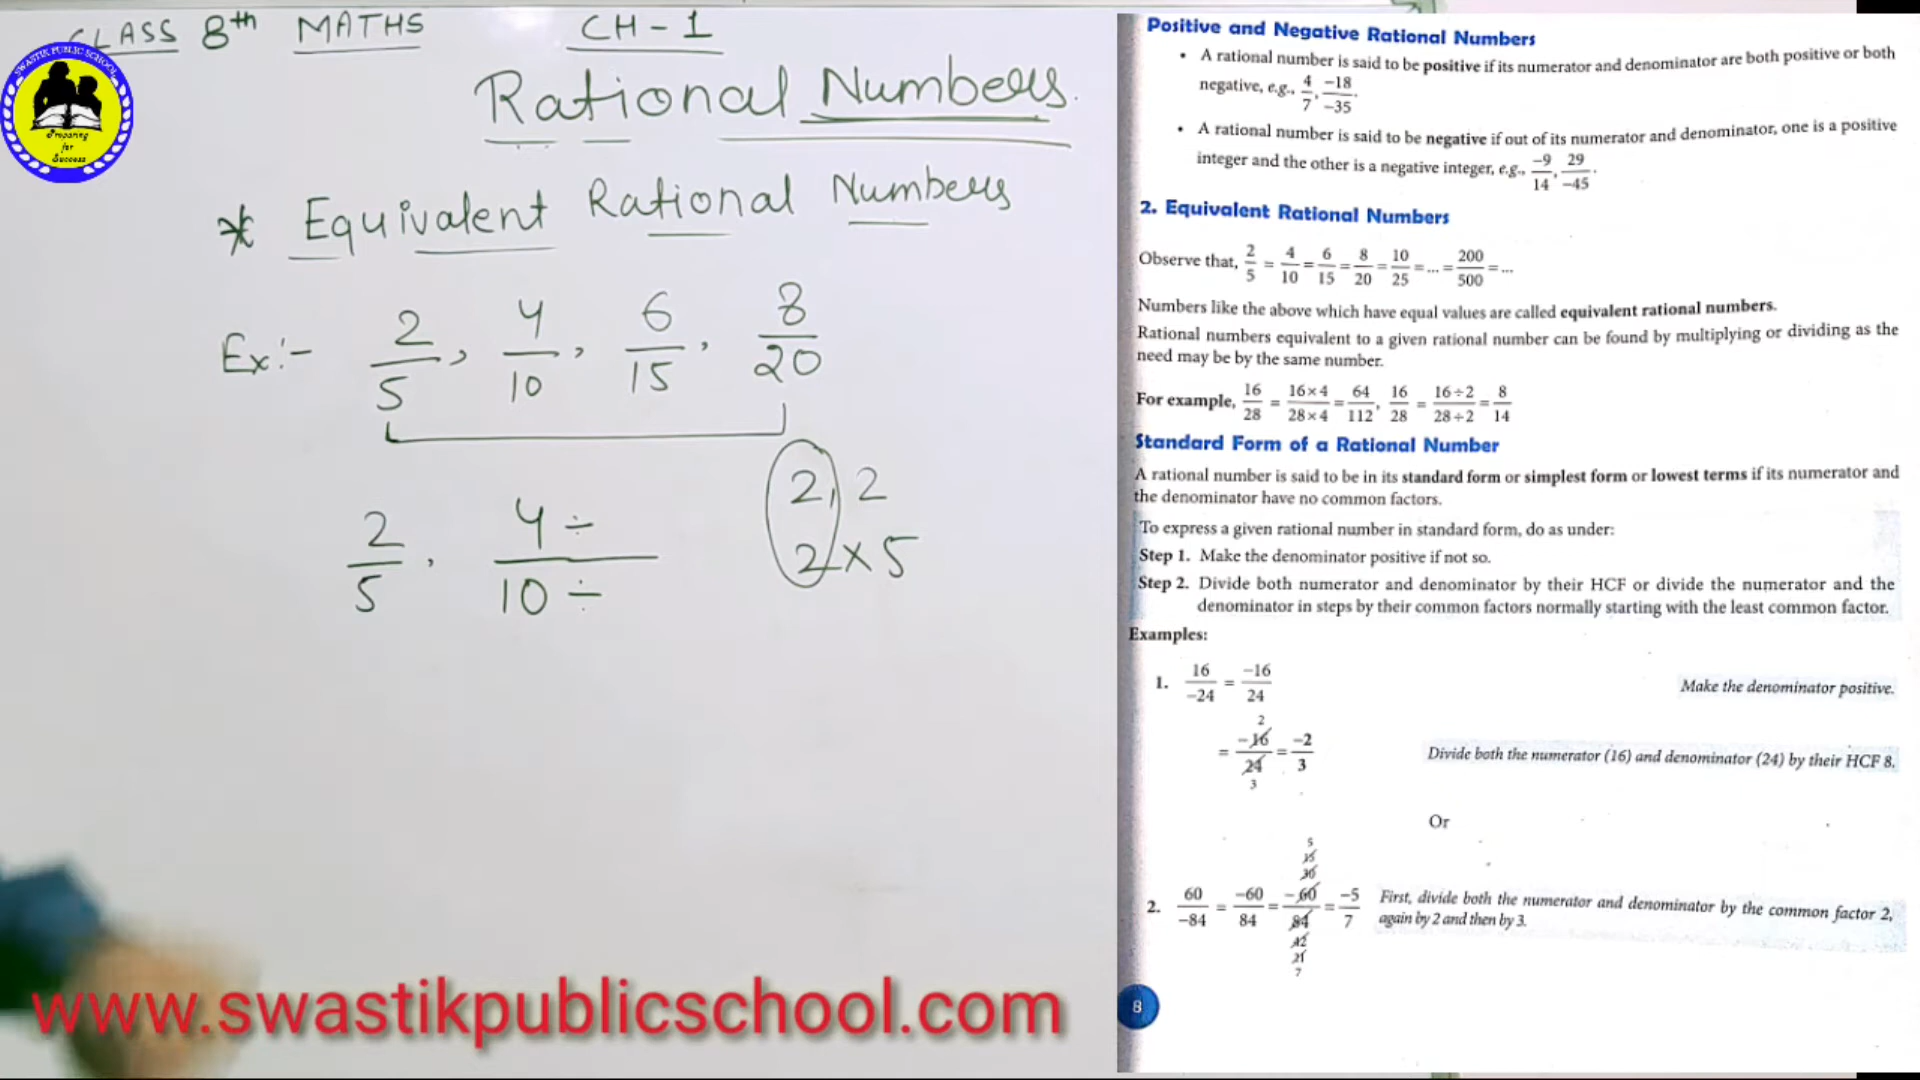 CLASS 8th MATHS CH-1
SWASTIK PUBLIC SCHOOL
Preparing
for
Success
Rational Numbers.
* Equivalent Rational Numbers
Ex:- 2/5, 4/10, 6/15, 8/20
2/5, 4÷/10÷
2, 2
2×5
www.swastikpublicschool.com
Positive and Negative Rational Numbers
• A rational number is said to be positive if its numerator and denominator are both positive or both
negative, e.g., 4/7, -18/-35.
• A rational number is said to be negative if out of its numerator and denominator, one is a positive
integer and the other is a negative integer, e.g., -9/14, 29/-45.
2. Equivalent Rational Numbers
Observe that, 2/5 = 4/10 = 6/15 = 8/20 = 10/25 = ... = 200/500 = ...
Numbers like the above which have equal values are called equivalent rational numbers.
Rational numbers equivalent to a given rational number can be found by multiplying or dividing as the
need may be by the same number.
For example, 16/28 = 16×4/28×4 = 64/112, 16/28 = 16÷2/28÷2 = 8/14
Standard Form of a Rational Number
A rational number is said to be in its standard form or simplest form or lowest terms if its numerator and
the denominator have no common factors.
To express a given rational number in standard form, do as under:
Step 1. Make the denominator positive if not so.
Step 2. Divide both numerator and denominator by their HCF or divide the numerator and the
denominator in steps by their common factors normally starting with the least common factor.
Examples:
1. 16/-24 = -16/24 Make the denominator positive.
2
= -16/24 = -2/3 Divide both the numerator (16) and denominator (24) by their HCF 8.
3
Or
5
15
30
2. 60/-84 = -60/84 = -60/84 = -5/7 First, divide both the numerator and denominator by the common factor 2,
again by 2 and then by 3.
42
21
7
8